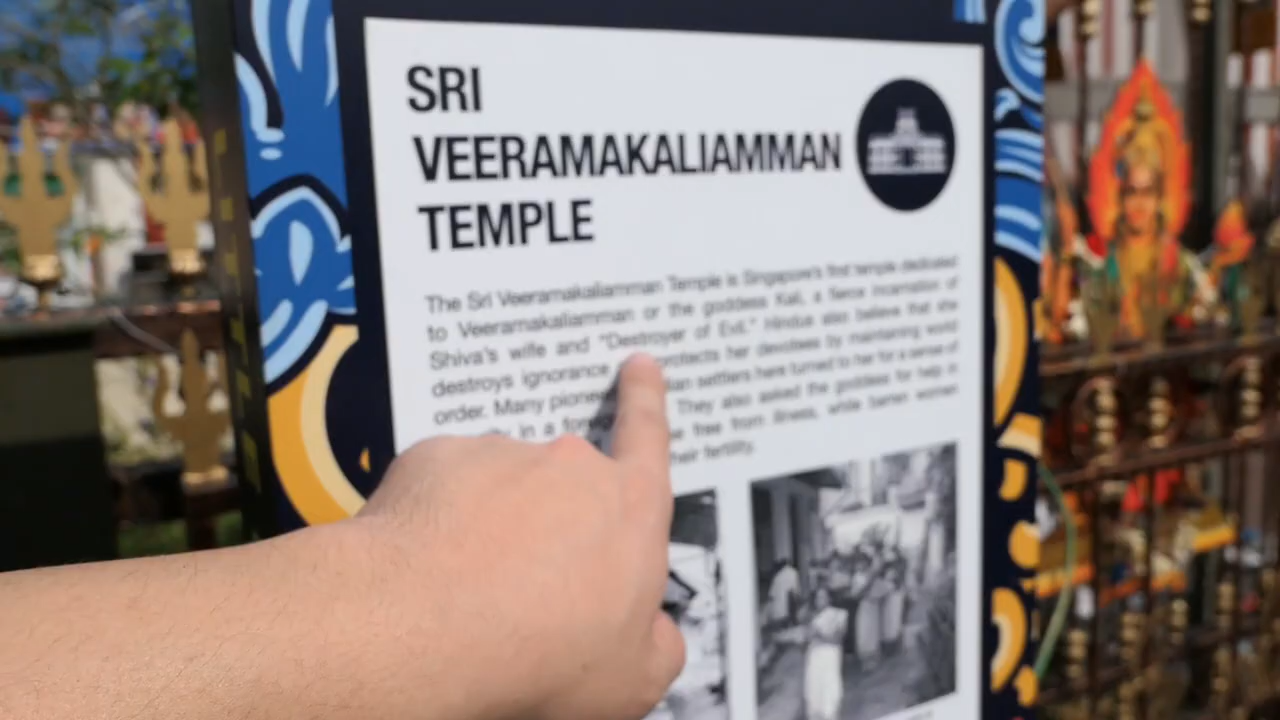 SRI
VEERAMAKALIAMMAN
TEMPLE
The Sri Veeramakaliamman Temple is Singapore's first temple dedicated
to Veeramakaliamman or the goddess Kali, a fierce incarnation of
Shiva's wife and "Destroyer of Evil." Hindus also believe that she
destroys ignorance protects her devotees by maintaining world
order. Many settlers here turned to her for a sense of
in a They also asked the goddess for help in
free from illness, while barren women
their fertility.